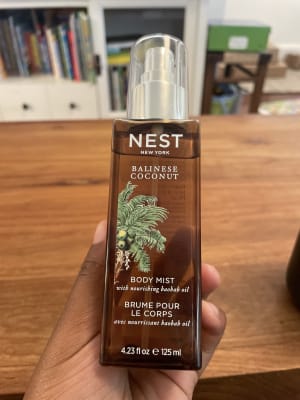 NEST
NEW YORK
BALINESE
COCONUT
BODY MIST
with nourishing baobab oil
BRUME POUR
LE CORPS
avec nourrissant baobab oil
4.23 fl oz ℮ 125 ml